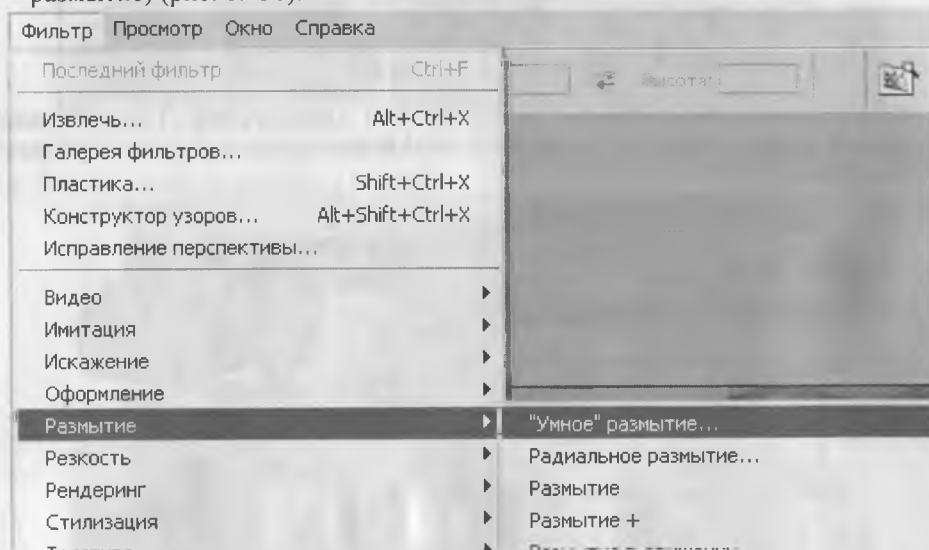 Фильтр Просмотр Окно Справка
Последний фильтр Ctrl+F
Высота:
Извлечь... Alt+Ctrl+X
Галерея фильтров...
Пластика... Shift+Ctrl+X
Конструктор узоров... Alt+Shift+Ctrl+X
Исправление перспективы...
Видео
Имитация
Искажение
Оформление
Размытие "Умное" размытие...
Резкость Радиальное размытие...
Рендеринг Размытие
Стилизация Размытие +